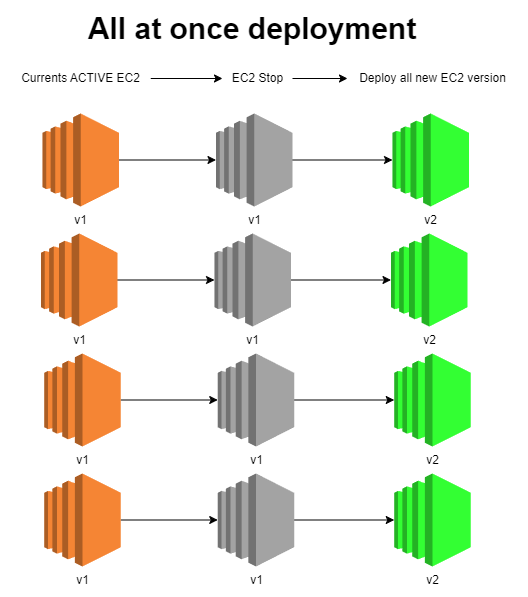 All at once deployment
Currents ACTIVE EC2
EC2 Stop
Deploy all new EC2 version
v1
v1
v2
v1
v1
v2
v1
v1
v2
v1
v1
v2